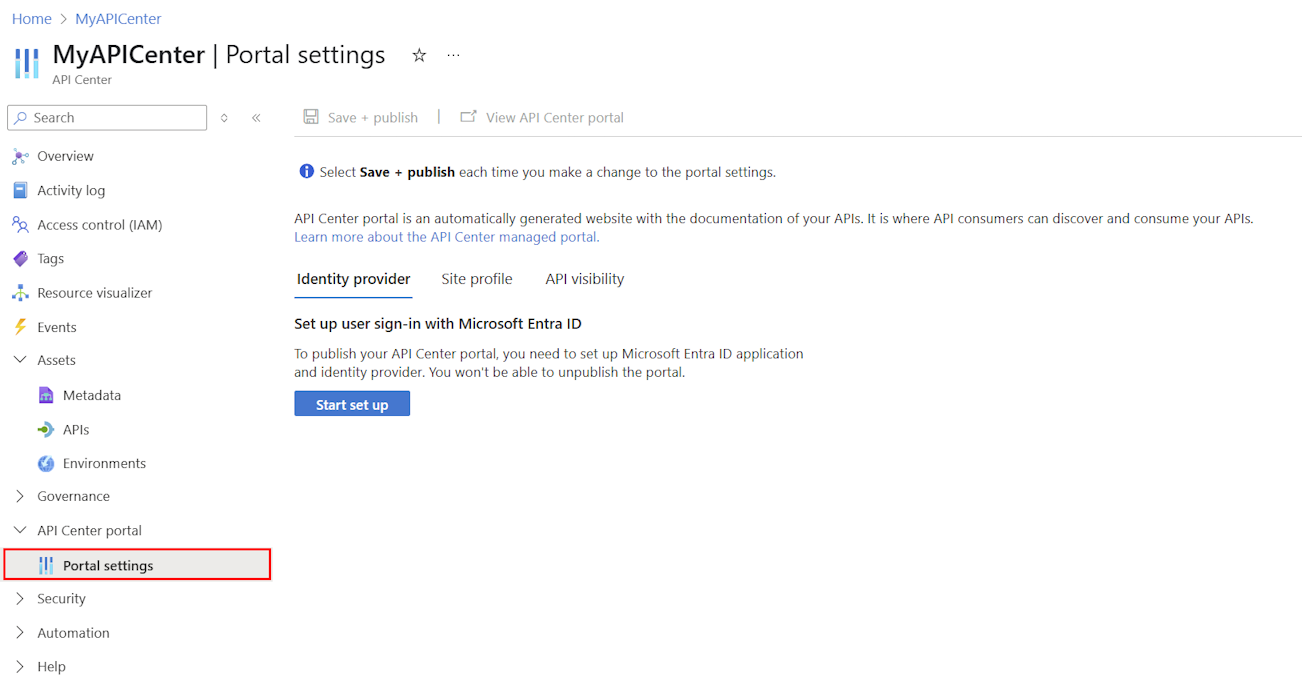 Home > MyAPICenter
MyAPICenter | Portal settings
API Center
Search
Save + publish | View API Center portal
Overview
Activity log
Access control (IAM)
Tags
Resource visualizer
Events
Assets
Metadata
APIs
Environments
Governance
API Center portal
Portal settings
Security
Automation
Help
Select Save + publish each time you make a change to the portal settings.
API Center portal is an automatically generated website with the documentation of your APIs. It is where API consumers can discover and consume your APIs.
Learn more about the API Center managed portal.
Identity provider Site profile API visibility
Set up user sign-in with Microsoft Entra ID
To publish your API Center portal, you need to set up Microsoft Entra ID application
and identity provider. You won't be able to unpublish the portal.
Start set up